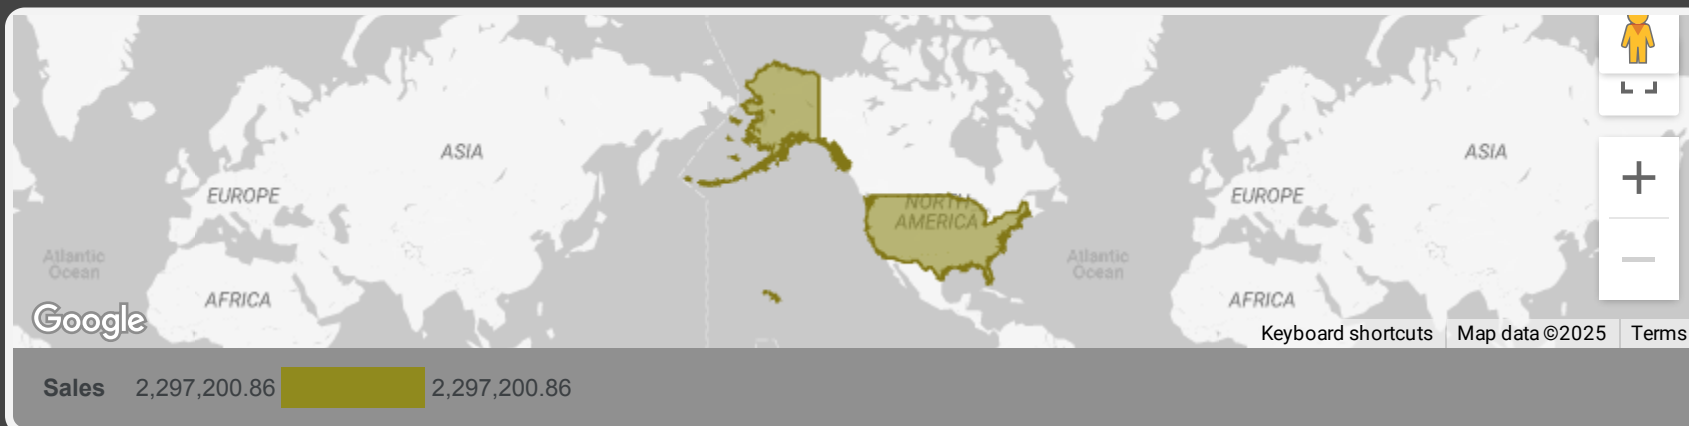 ASIA
ASIA
EUROPE
NORTH
AMERICA
EUROPE
Atlantic
Ocean
Atlantic
Ocean
AFRICA
AFRICA
Google
Keyboard shortcuts Map data ©2025 Terms
Sales 2,297,200.86 2,297,200.86